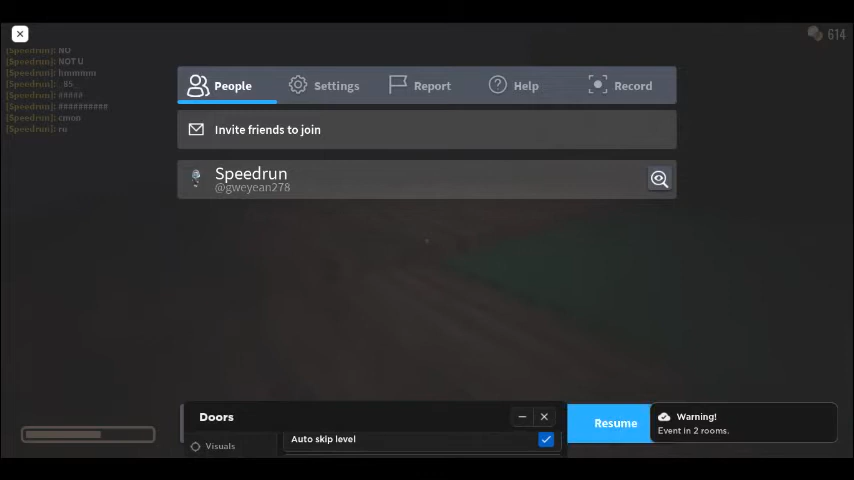 614
[Speedrun]: NO
[Speedrun]: NOT U
[Speedrun]: hmmmm
[Speedrun]: _85_
[Speedrun]: #####
[Speedrun]: ##########
[Speedrun]: cmon
[Speedrun]: ru
People Settings Report Help Record
Invite friends to join
Speedrun
@gweyean278
Doors
Auto skip level
Visuals
Resume
Warning!
Event in 2 rooms.